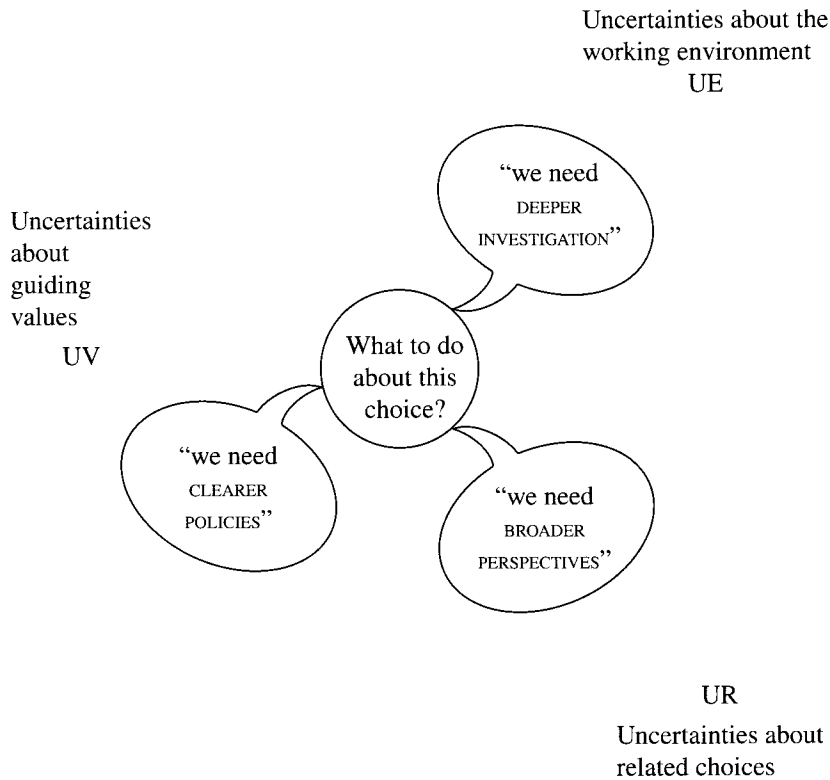 Uncertainties about the
working environment
UE
“we need
DEEPER
INVESTIGATION”
Uncertainties
about
guiding
values
UV
What to do
about this
choice?
“we need
CLEARER
POLICIES”
“we need
BROADER
PERSPECTIVES”
UR
Uncertainties about
related choices